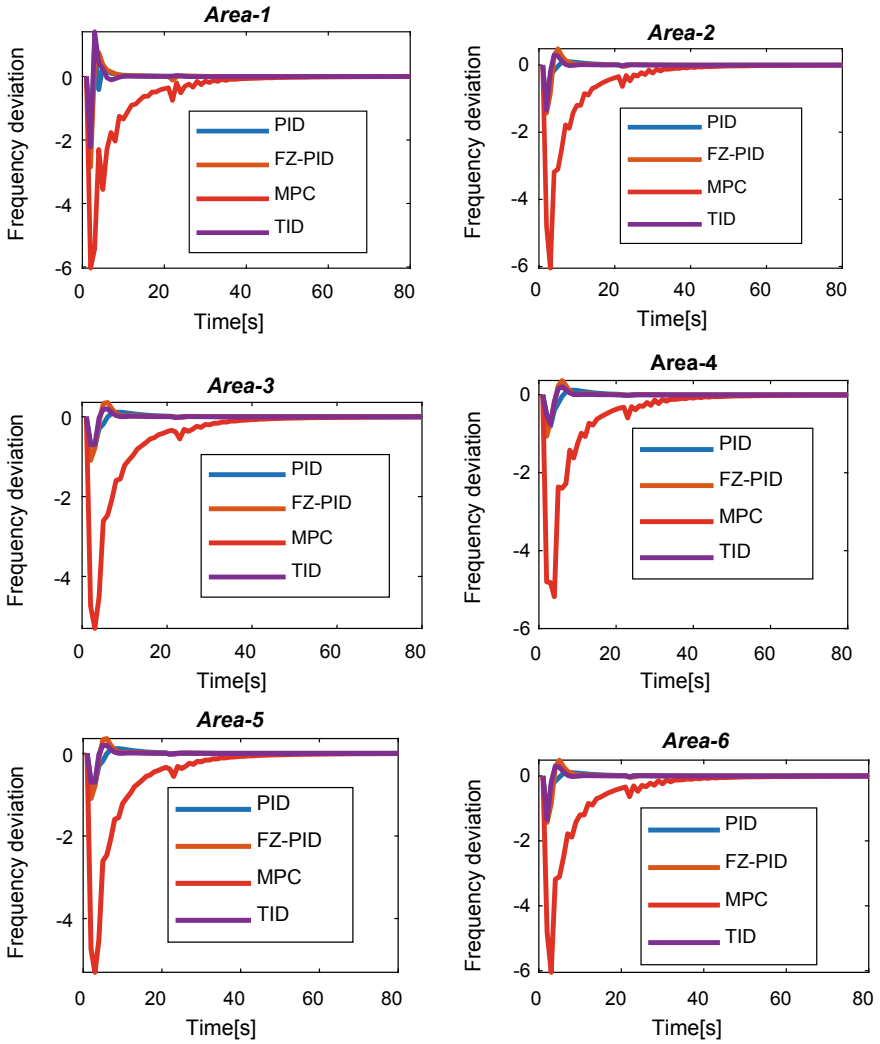 Area-1
Frequency deviation
0
-2
-4
-6
PID
FZ-PID
MPC
TID
0
20
40
60
80
Time[s]
Area-2
Frequency deviation
0
-2
-4
-6
PID
FZ-PID
MPC
TID
0
20
40
60
80
Time[s]
Area-3
Frequency deviation
0
-2
-4
PID
FZ-PID
MPC
TID
0
20
40
60
80
Time[s]
Area-4
Frequency deviation
0
-2
-4
-6
PID
FZ-PID
MPC
TID
0
20
40
60
80
Time[s]
Area-5
Frequency deviation
0
-2
-4
PID
FZ-PID
MPC
TID
0
20
40
60
80
Time[s]
Area-6
Frequency deviation
0
-2
-4
-6
PID
FZ-PID
MPC
TID
0
20
40
60
80
Time[s]